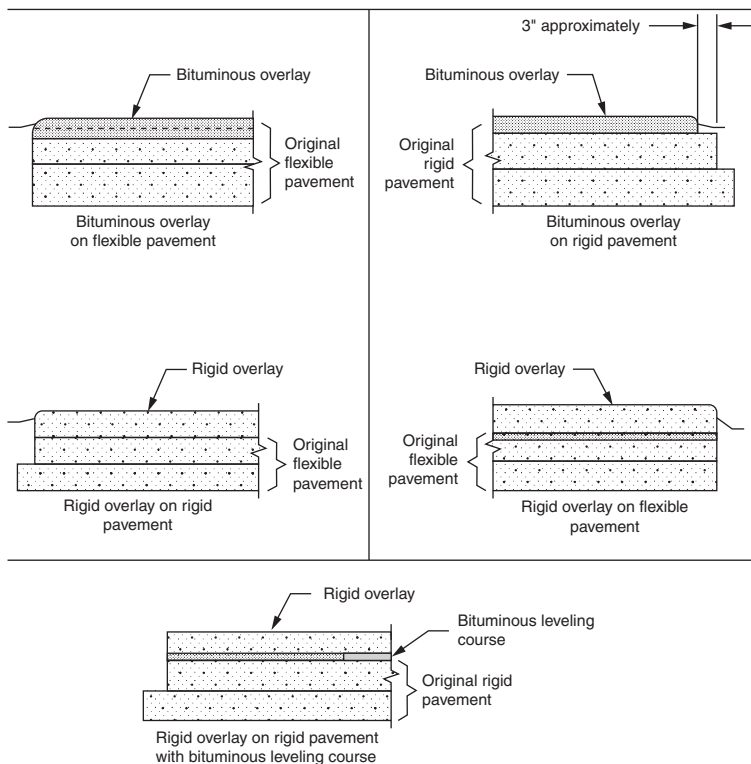 Bituminous overlay
Original
flexible
pavement
Bituminous overlay
on flexible pavement
3" approximately
Bituminous overlay
Original
rigid
pavement
Bituminous overlay
on rigid pavement
Rigid overlay
Original
flexible
pavement
Rigid overlay on rigid
pavement
Rigid overlay
Original
flexible
pavement
Rigid overlay on flexible
pavement
Rigid overlay
Bituminous leveling
course
Original rigid
pavement
Rigid overlay on rigid pavement
with bituminous leveling course